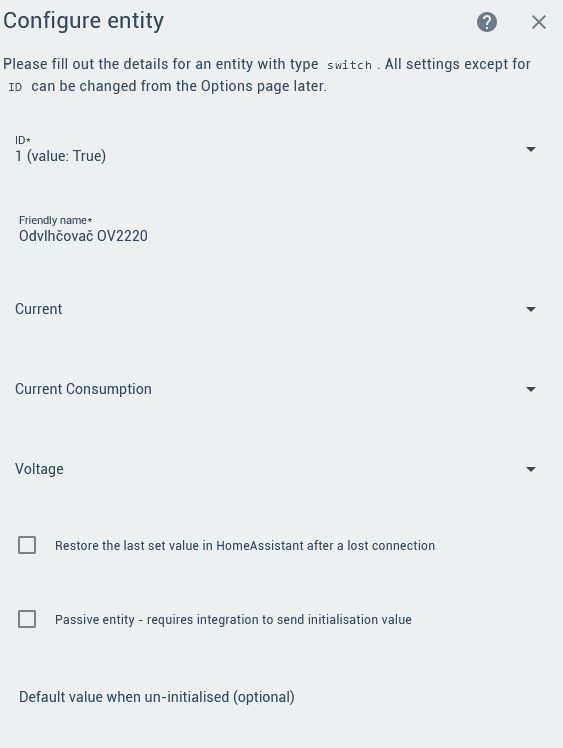 Configure entity
Please fill out the details for an entity with type switch. All settings except for
ID can be changed from the Options page later.
ID*
1 (value: True)
Friendly name*
Odvlhčovač OV2220
Current
Current Consumption
Voltage
Restore the last set value in HomeAssistant after a lost connection
Passive entity - requires integration to send initialisation value
Default value when un-initialised (optional)